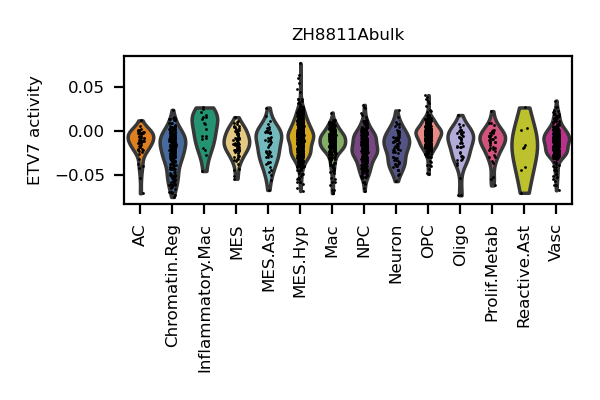 ZH8811Abulk
ETV7 activity
0.05
0.00
−0.05
AC
Chromatin.Reg
Inflammatory.Mac
MES
MES.Ast
MES.Hyp
Mac
NPC
Neuron
OPC
Oligo
Prolif.Metab
Reactive.Ast
Vasc